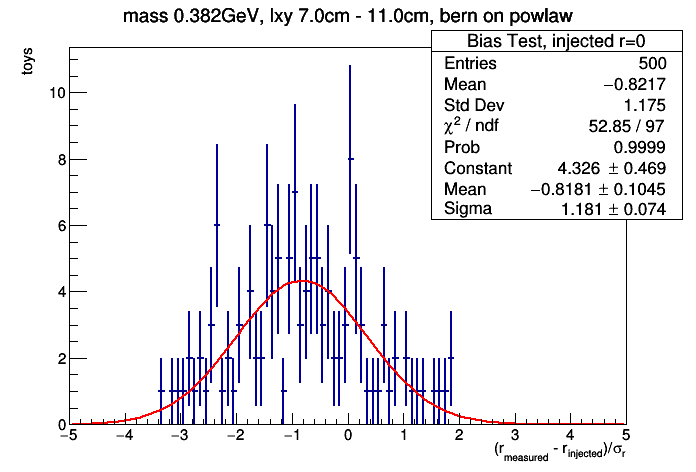 mass 0.382GeV, lxy 7.0cm - 11.0cm, bern on powlaw
Bias Test, injected r=0
Entries 500
Mean −0.8217
Std Dev 1.175
χ² / ndf 52.85 / 97
Prob 0.9999
Constant 4.326 ± 0.469
Mean −0.8181 ± 0.1045
Sigma 1.181 ± 0.074
toys
10
8
6
4
2
0
−5 −4 −3 −2 −1 0 1 2 3 4 5
(r_measured - r_injected)/σ_r